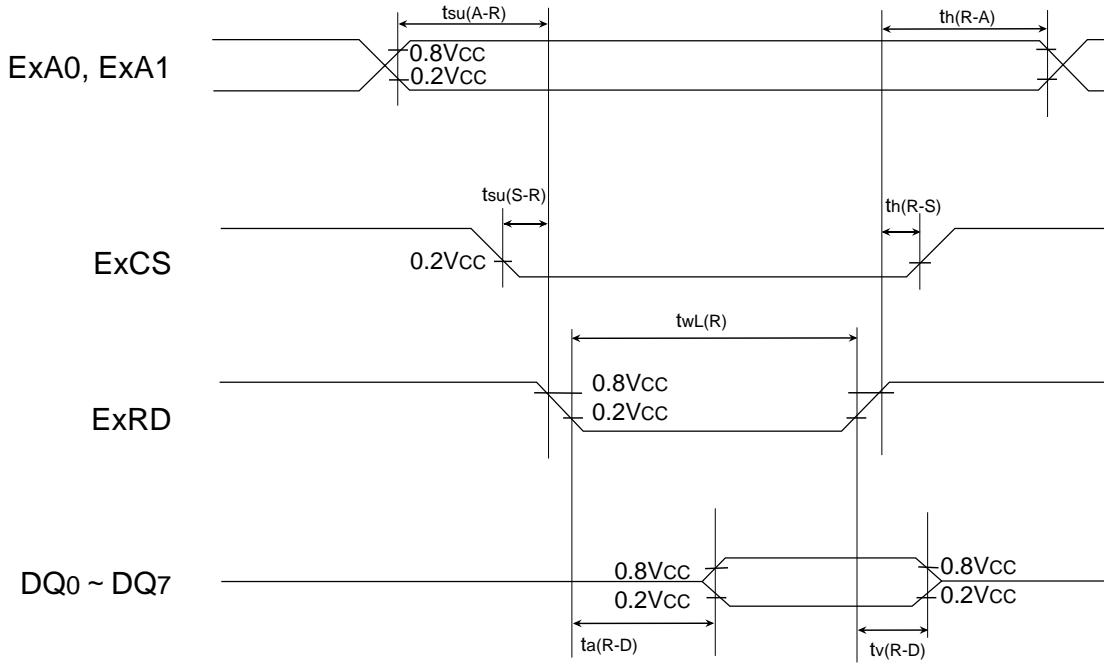 tsu(A-R)
th(R-A)
ExA0, ExA1
0.8VCC
0.2VCC
tsu(S-R)
th(R-S)
ExCS
0.2VCC
twL(R)
ExRD
0.8VCC
0.2VCC
DQ0 ~ DQ7
0.8VCC
0.8VCC
0.2VCC
0.2VCC
ta(R-D)
tv(R-D)